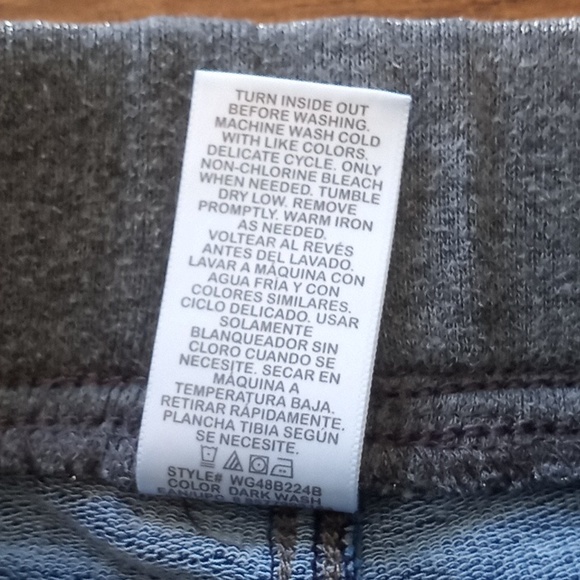 TURN INSIDE OUT
BEFORE WASHING.
MACHINE WASH COLD
WITH LIKE COLORS.
DELICATE CYCLE. ONLY
NON-CHLORINE BLEACH
WHEN NEEDED. TUMBLE
DRY LOW. REMOVE
PROMPTLY. WARM IRON
AS NEEDED.
VOLTEAR AL REVÉS
ANTES DEL LAVADO.
LAVAR A MÁQUINA CON
AGUA FRÍA Y CON
COLORES SIMILARES.
CICLO DELICADO. USAR
SOLAMENTE
BLANQUEADOR SIN
CLORO CUANDO SE
NECESITE. SECAR EN
MÁQUINA A
TEMPERATURA BAJA.
RETIRAR RÁPIDAMENTE.
PLANCHA TIBIA SEGÚN
SE NECESITE.
STYLE# WG48B224B
COLOR DARK WASH